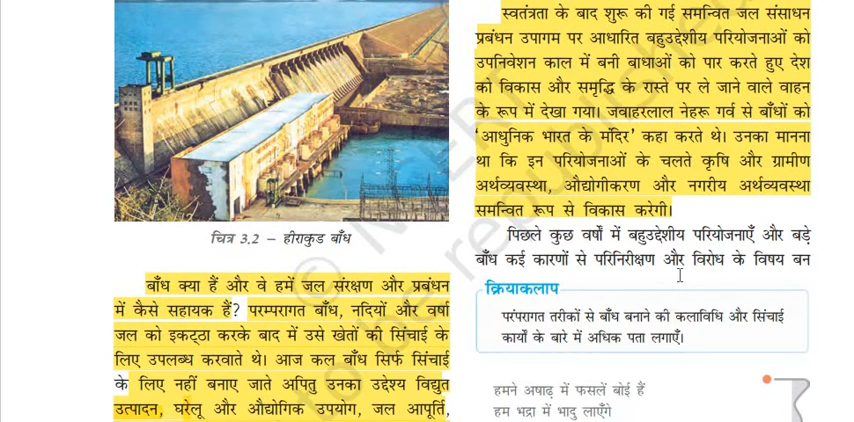 चित्र 3.2 – हीराकुड बाँध
बाँध क्या हैं और वे हमें जल संरक्षण और प्रबंधन
में कैसे सहायक हैं? परम्परागत बाँध, नदियों और वर्षा
जल को इकट्ठा करके बाद में उसे खेतों की सिंचाई के
लिए उपलब्ध करवाते थे। आज कल बाँध सिर्फ सिंचाई
के लिए नहीं बनाए जाते अपितु उनका उद्देश्य विद्युत
उत्पादन, घरेलू और औद्योगिक उपयोग, जल आपूर्ति,
स्वतंत्रता के बाद शुरू की गई समन्वित जल संसाधन
प्रबंधन उपागम पर आधारित बहुउद्देशीय परियोजनाओं को
उपनिवेशन काल में बनी बाधाओं को पार करते हुए देश
को विकास और समृद्धि के रास्ते पर ले जाने वाले वाहन
के रूप में देखा गया। जवाहरलाल नेहरू गर्व से बाँधों को
‘आधुनिक भारत के मंदिर’ कहा करते थे। उनका मानना
था कि इन परियोजनाओं के चलते कृषि और ग्रामीण
अर्थव्यवस्था, औद्योगीकरण और नगरीय अर्थव्यवस्था
समन्वित रूप से विकास करेगी।
पिछले कुछ वर्षों में बहुउद्देशीय परियोजनाएँ और बड़े
बाँध कई कारणों से परिनिरीक्षण और विरोध के विषय बन
क्रियाकलाप
परंपरागत तरीकों से बाँध बनाने की कलाविधि और सिंचाई
कार्यों के बारे में अधिक पता लगाएँ।
हमने अषाढ़ में फसलें बोई हैं
हम भद्रा में भादु लाएँगे